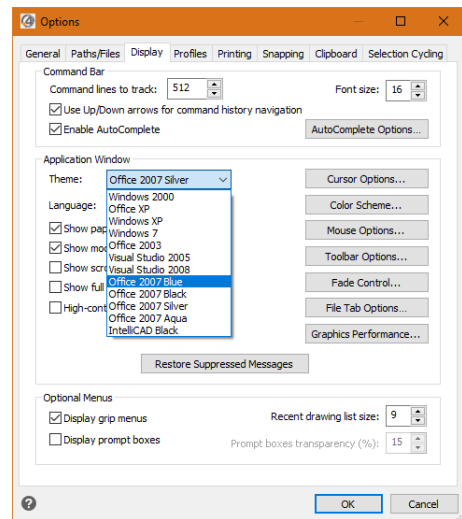 Options
General Paths/Files Display Profiles Printing Snapping Clipboard Selection Cycling
Command Bar
Command lines to track: 512 Font size: 16
Use Up/Down arrows for command history navigation
Enable AutoComplete AutoComplete Options...
Application Window
Theme: Office 2007 Silver Cursor Options...
Windows 2000
Language: Office XP Color Scheme...
Windows XP
Show pap Windows 7 Mouse Options...
Show mod Office 2003
Visual Studio 2005 Toolbar Options...
Show scr Visual Studio 2008
Show full Office 2007 Blue Fade Control...
Office 2007 Black
High-cont Office 2007 Silver File Tab Options...
Office 2007 Aqua
IntelliCAD Black Graphics Performance...
Restore Suppressed Messages
Optional Menus
Display grip menus Recent drawing list size: 9
Display prompt boxes Prompt boxes transparency (%): 15
OK Cancel